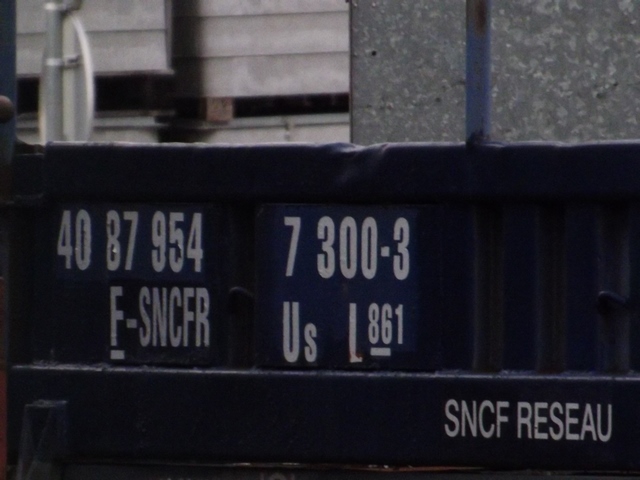 40 87 954 7 300-3
F-SNCFR Us L 861
SNCF RESEAU